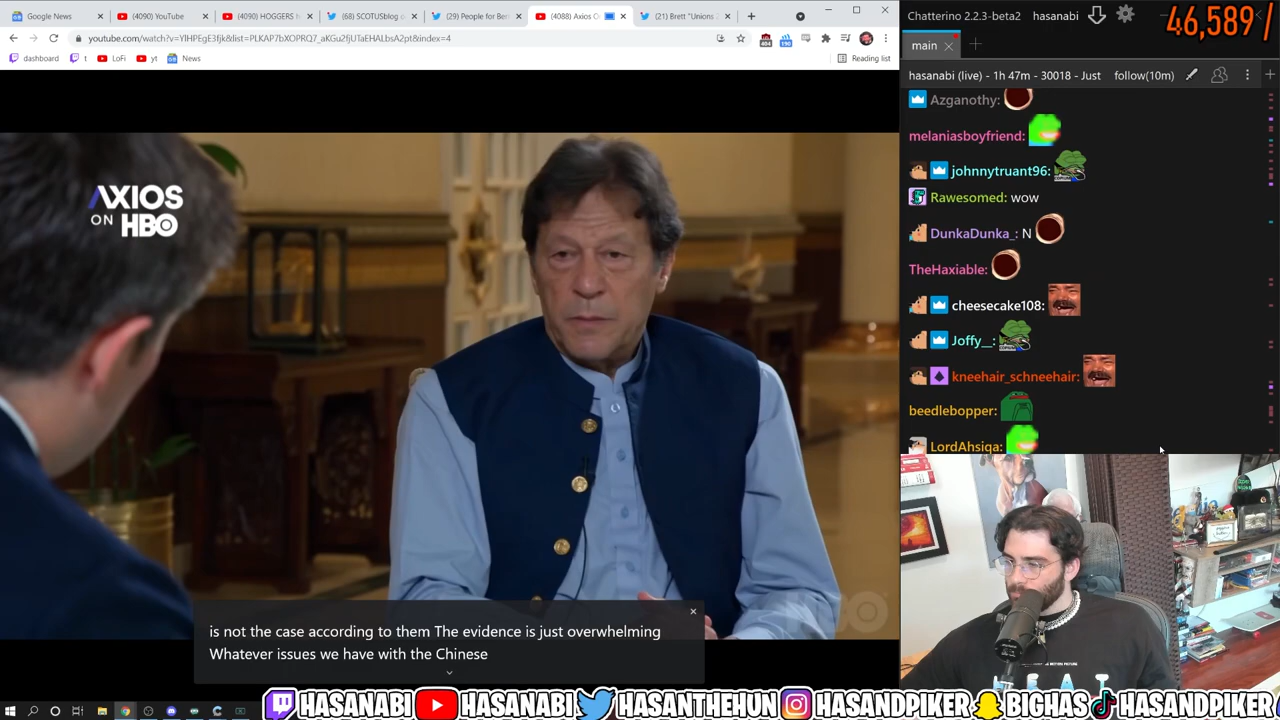 Google News
(4090) YouTube
(4090) HOGGERS t
(68) SCOTUSblog o
(29) People for Ber
(4088) Axios O
(21) Brett "Unions
youtube.com/watch?v=YlHPEgE3fjk&list=PLKAP7bXOPRQ7_aKGu2fjUTaEHALbsA2pt&index=4
dashboard
t
LoFi
yt
News
Reading list
AXIOS
ON HBO
is not the case according to them The evidence is just overwhelming
Whatever issues we have with the Chinese
HBO
Chatterino 2.2.3-beta2
hasanabi
46,589 /
main
hasanabi (live) - 1h 47m - 30018 - Just
follow(10m)
Azganothy:
melaniasboyfriend:
johnnytruant96:
Rawesomed: wow
DunkaDunka_: N
TheHaxiable:
cheesecake108:
Joffy__:
kneehair_schneehair:
beedlebopper:
LordAhsiqa:
HASANABI
HASANABI
HASANTHEHUN
HASANDPIKER
BIGHAS
HASANDPIKER